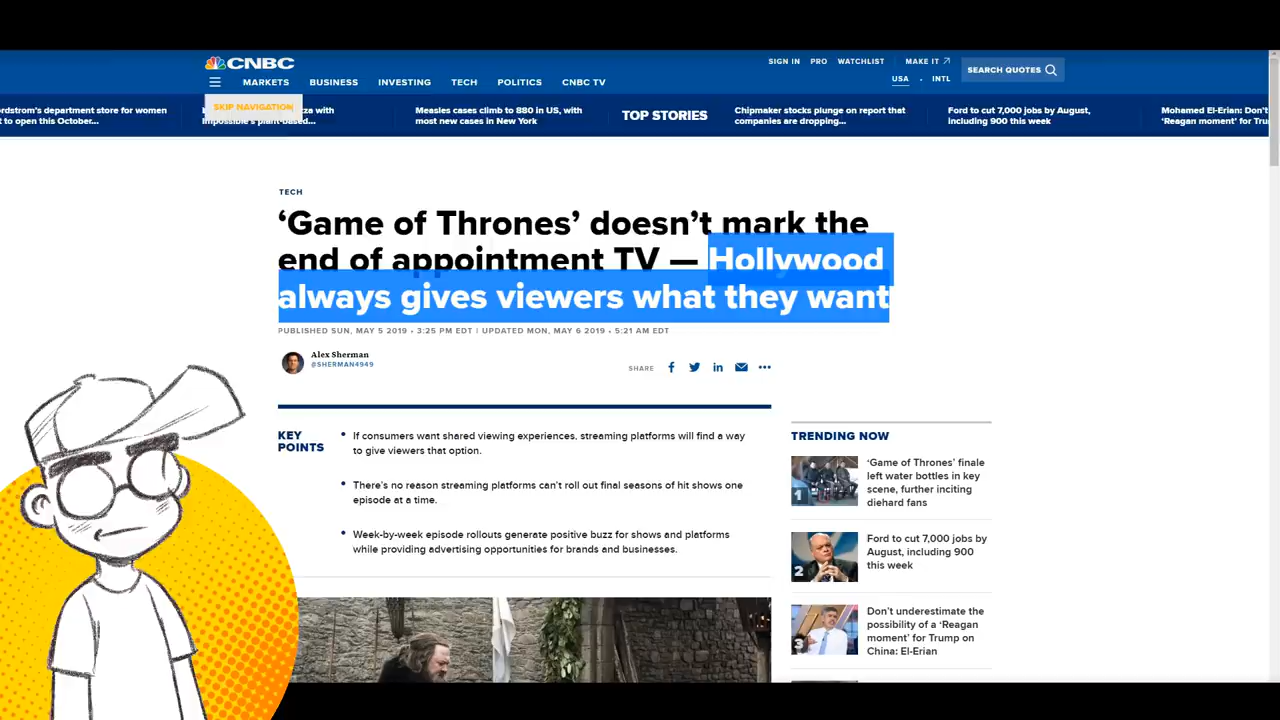 CNBC
SIGN IN PRO WATCHLIST MAKE IT
USA · INTL
SEARCH QUOTES
MARKETS BUSINESS INVESTING TECH POLITICS CNBC TV
SKIP NAVIGATION
rdstrom's department store for women
t to open this October...
with
plant-based...
Measles cases climb to 880 in US, with
most new cases in New York
TOP STORIES
Chipmaker stocks plunge on report that
companies are dropping...
Ford to cut 7,000 jobs by August,
including 900 this week
Mohamed El-Erian: Don't
'Reagan moment' for Tru
TECH
‘Game of Thrones’ doesn’t mark the
end of appointment TV — Hollywood
always gives viewers what they want
PUBLISHED SUN, MAY 5 2019 • 3:25 PM EDT | UPDATED MON, MAY 6 2019 • 5:21 AM EDT
Alex Sherman
@SHERMAN4949
SHARE
KEY
POINTS
If consumers want shared viewing experiences, streaming platforms will find a way
to give viewers that option.
There's no reason streaming platforms can't roll out final seasons of hit shows one
episode at a time.
Week-by-week episode rollouts generate positive buzz for shows and platforms
while providing advertising opportunities for brands and businesses.
TRENDING NOW
1
‘Game of Thrones’ finale
left water bottles in key
scene, further inciting
diehard fans
2
Ford to cut 7,000 jobs by
August, including 900
this week
3
Don’t underestimate the
possibility of a ‘Reagan
moment’ for Trump on
China: El-Erian